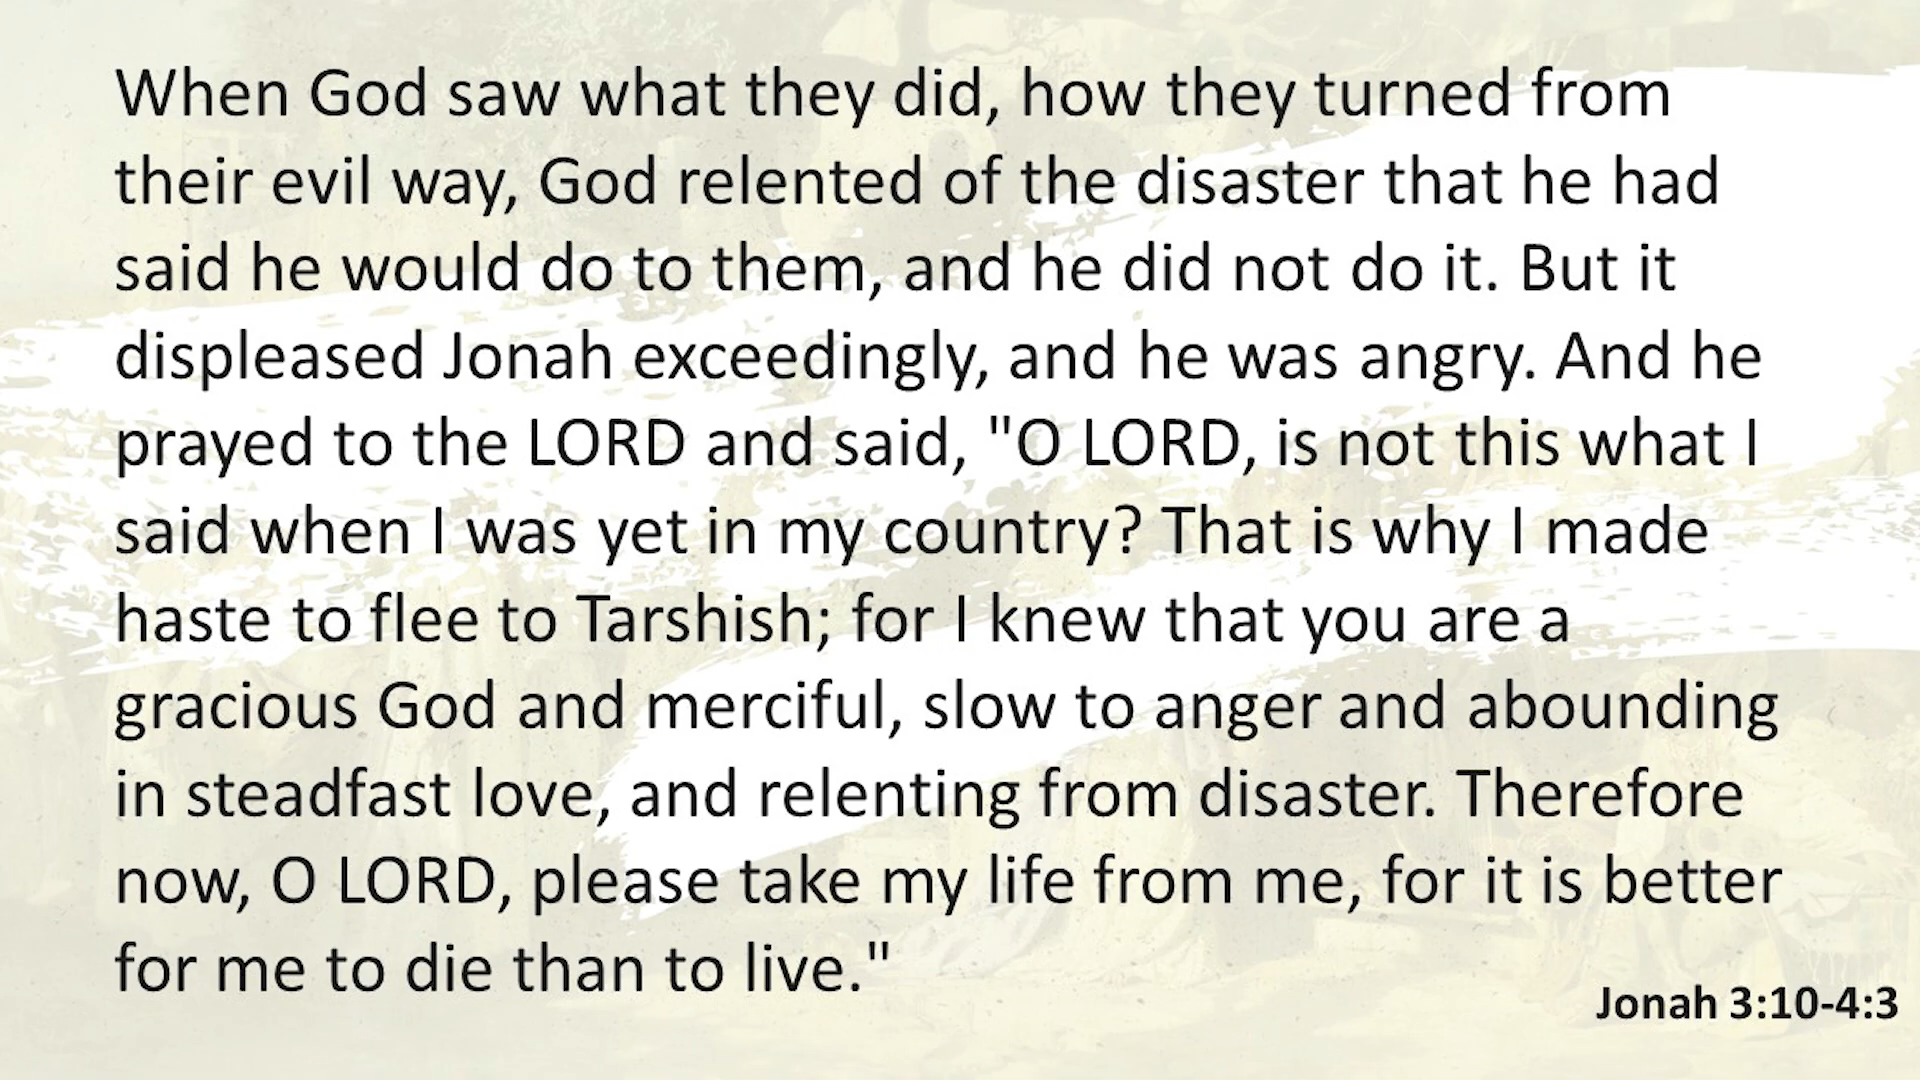 When God saw what they did, how they turned from
their evil way, God relented of the disaster that he had
said he would do to them, and he did not do it. But it
displeased Jonah exceedingly, and he was angry. And he
prayed to the LORD and said, "O LORD, is not this what I
said when I was yet in my country? That is why I made
haste to flee to Tarshish; for I knew that you are a
gracious God and merciful, slow to anger and abounding
in steadfast love, and relenting from disaster. Therefore
now, O LORD, please take my life from me, for it is better
for me to die than to live."
Jonah 3:10-4:3